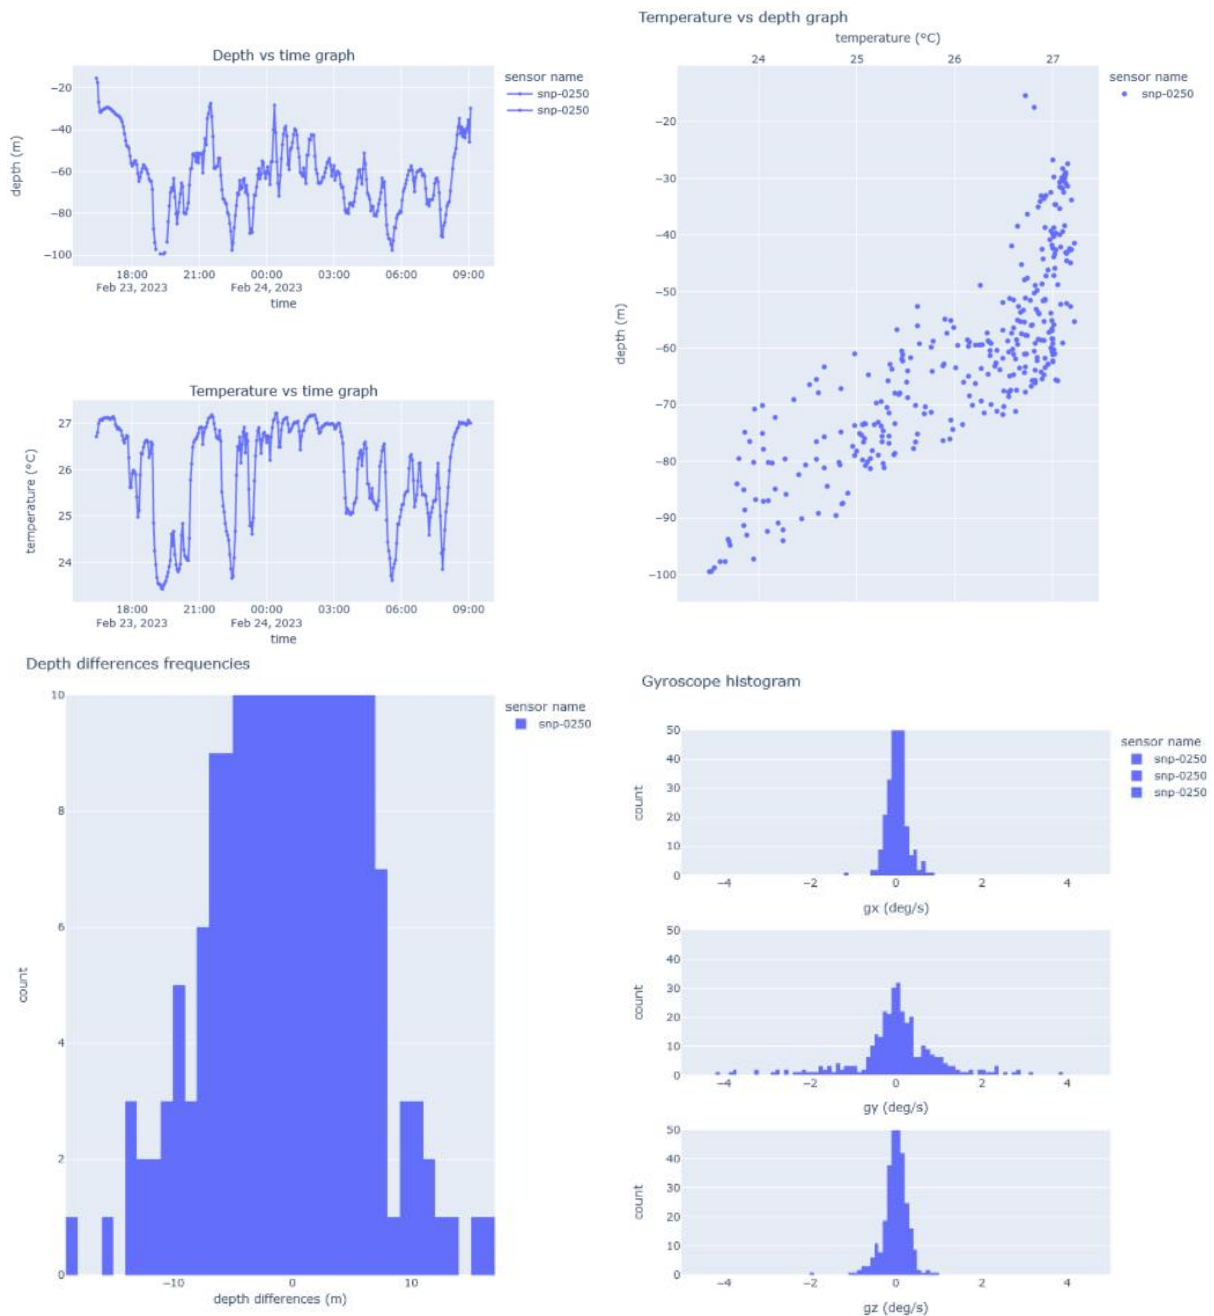 Depth vs time graph
sensor name
snp-0250
snp-0250
depth (m)
−20
−40
−60
−80
−100
18:00
21:00
00:00
03:00
06:00
09:00
Feb 23, 2023
Feb 24, 2023
time
Temperature vs depth graph
temperature (°C)
24
25
26
27
sensor name
snp-0250
depth (m)
−20
−30
−40
−50
−60
−70
−80
−90
−100
Temperature vs time graph
temperature (°C)
27
26
25
24
18:00
21:00
00:00
03:00
06:00
09:00
Feb 23, 2023
Feb 24, 2023
time
Depth differences frequencies
sensor name
snp-0250
count
10
8
6
4
2
0
−10
0
10
depth differences (m)
Gyroscope histogram
sensor name
snp-0250
snp-0250
snp-0250
count
50
40
30
20
10
0
−4
−2
0
2
4
gx (deg/s)
count
50
40
30
20
10
0
−4
−2
0
2
4
gy (deg/s)
count
50
40
30
20
10
0
−4
−2
0
2
4
gz (deg/s)